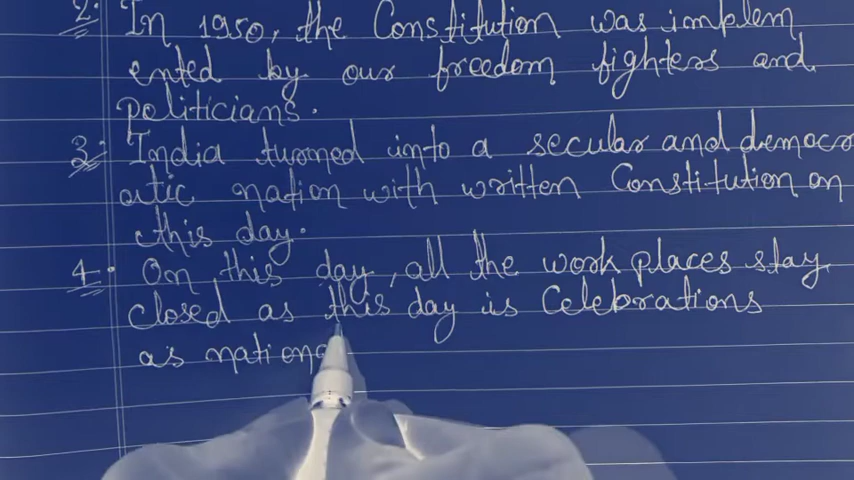 2. In 1950, the Constitution was implem
ented by our freedom fighters and
politicians.
3. India turned into a secular and democr
atic nation with written Constitution on
this day.
4. On this day, all the work places stay
closed as this day is Celebrations
as nationa